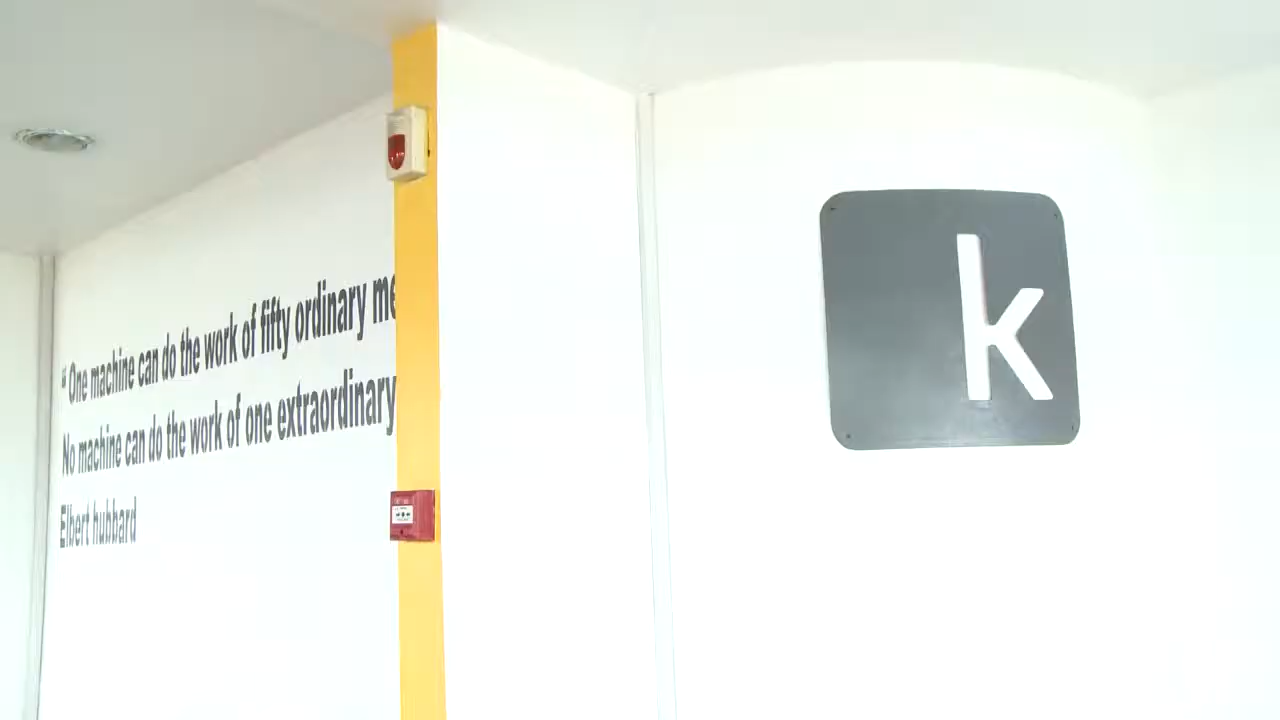 “ One machine can do the work of fifty ordinary me
No machine can do the work of one extraordinary
Elbert hubbard
k